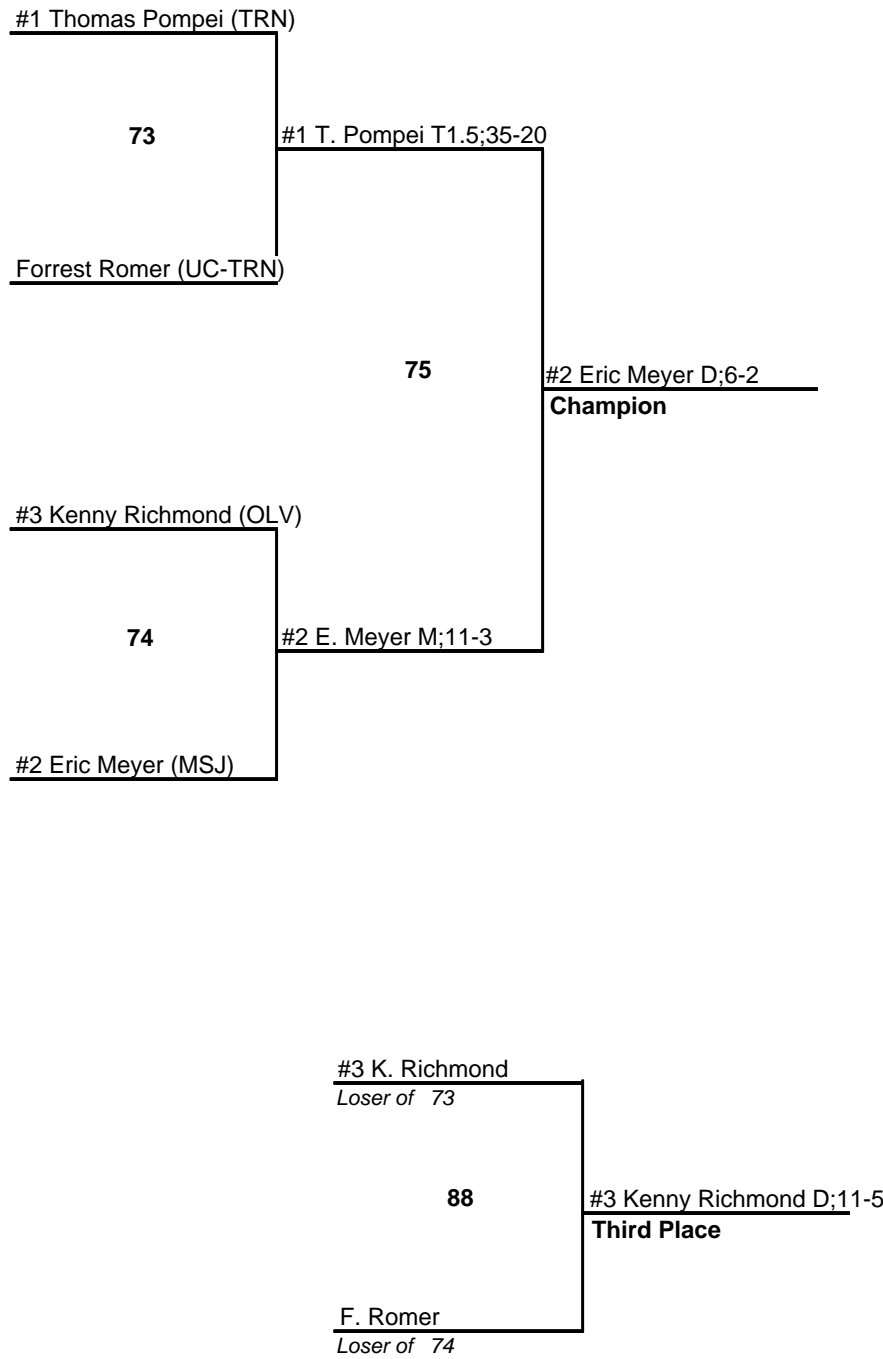 #1 Thomas Pompei (TRN)
73
#1 T. Pompei T1.5;35-20
Forrest Romer (UC-TRN)
75
#2 Eric Meyer D;6-2
Champion
#3 Kenny Richmond (OLV)
74
#2 E. Meyer M;11-3
#2 Eric Meyer (MSJ)
#3 K. Richmond
Loser of 73
88
#3 Kenny Richmond D;11-5
Third Place
F. Romer
Loser of 74